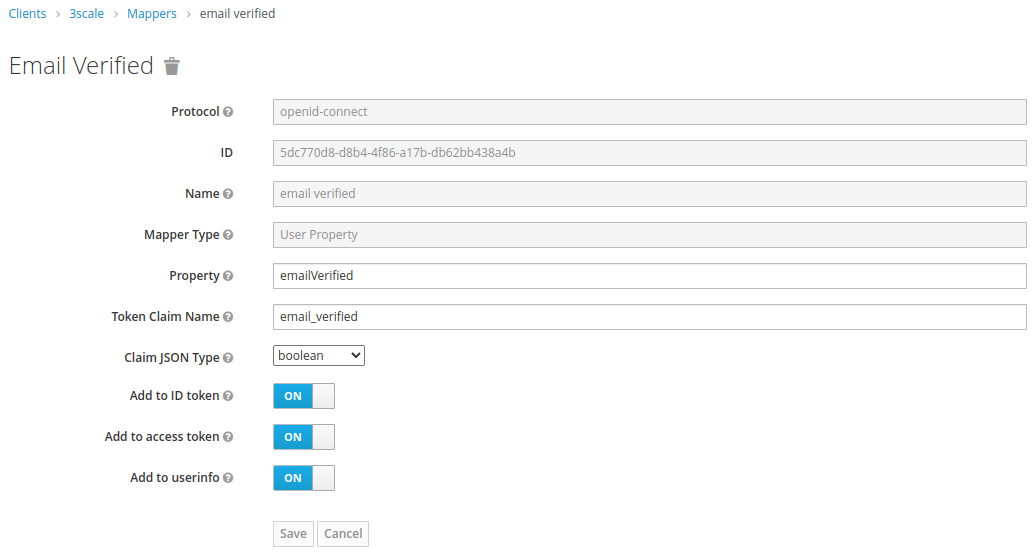 Clients > 3scale > Mappers > email verified
Email Verified
Protocol openid-connect
ID 5dc770d8-d8b4-4f86-a17b-db62bb438a4b
Name email verified
Mapper Type User Property
Property emailVerified
Token Claim Name email_verified
Claim JSON Type boolean
Add to ID token ON
Add to access token ON
Add to userinfo ON
Save Cancel